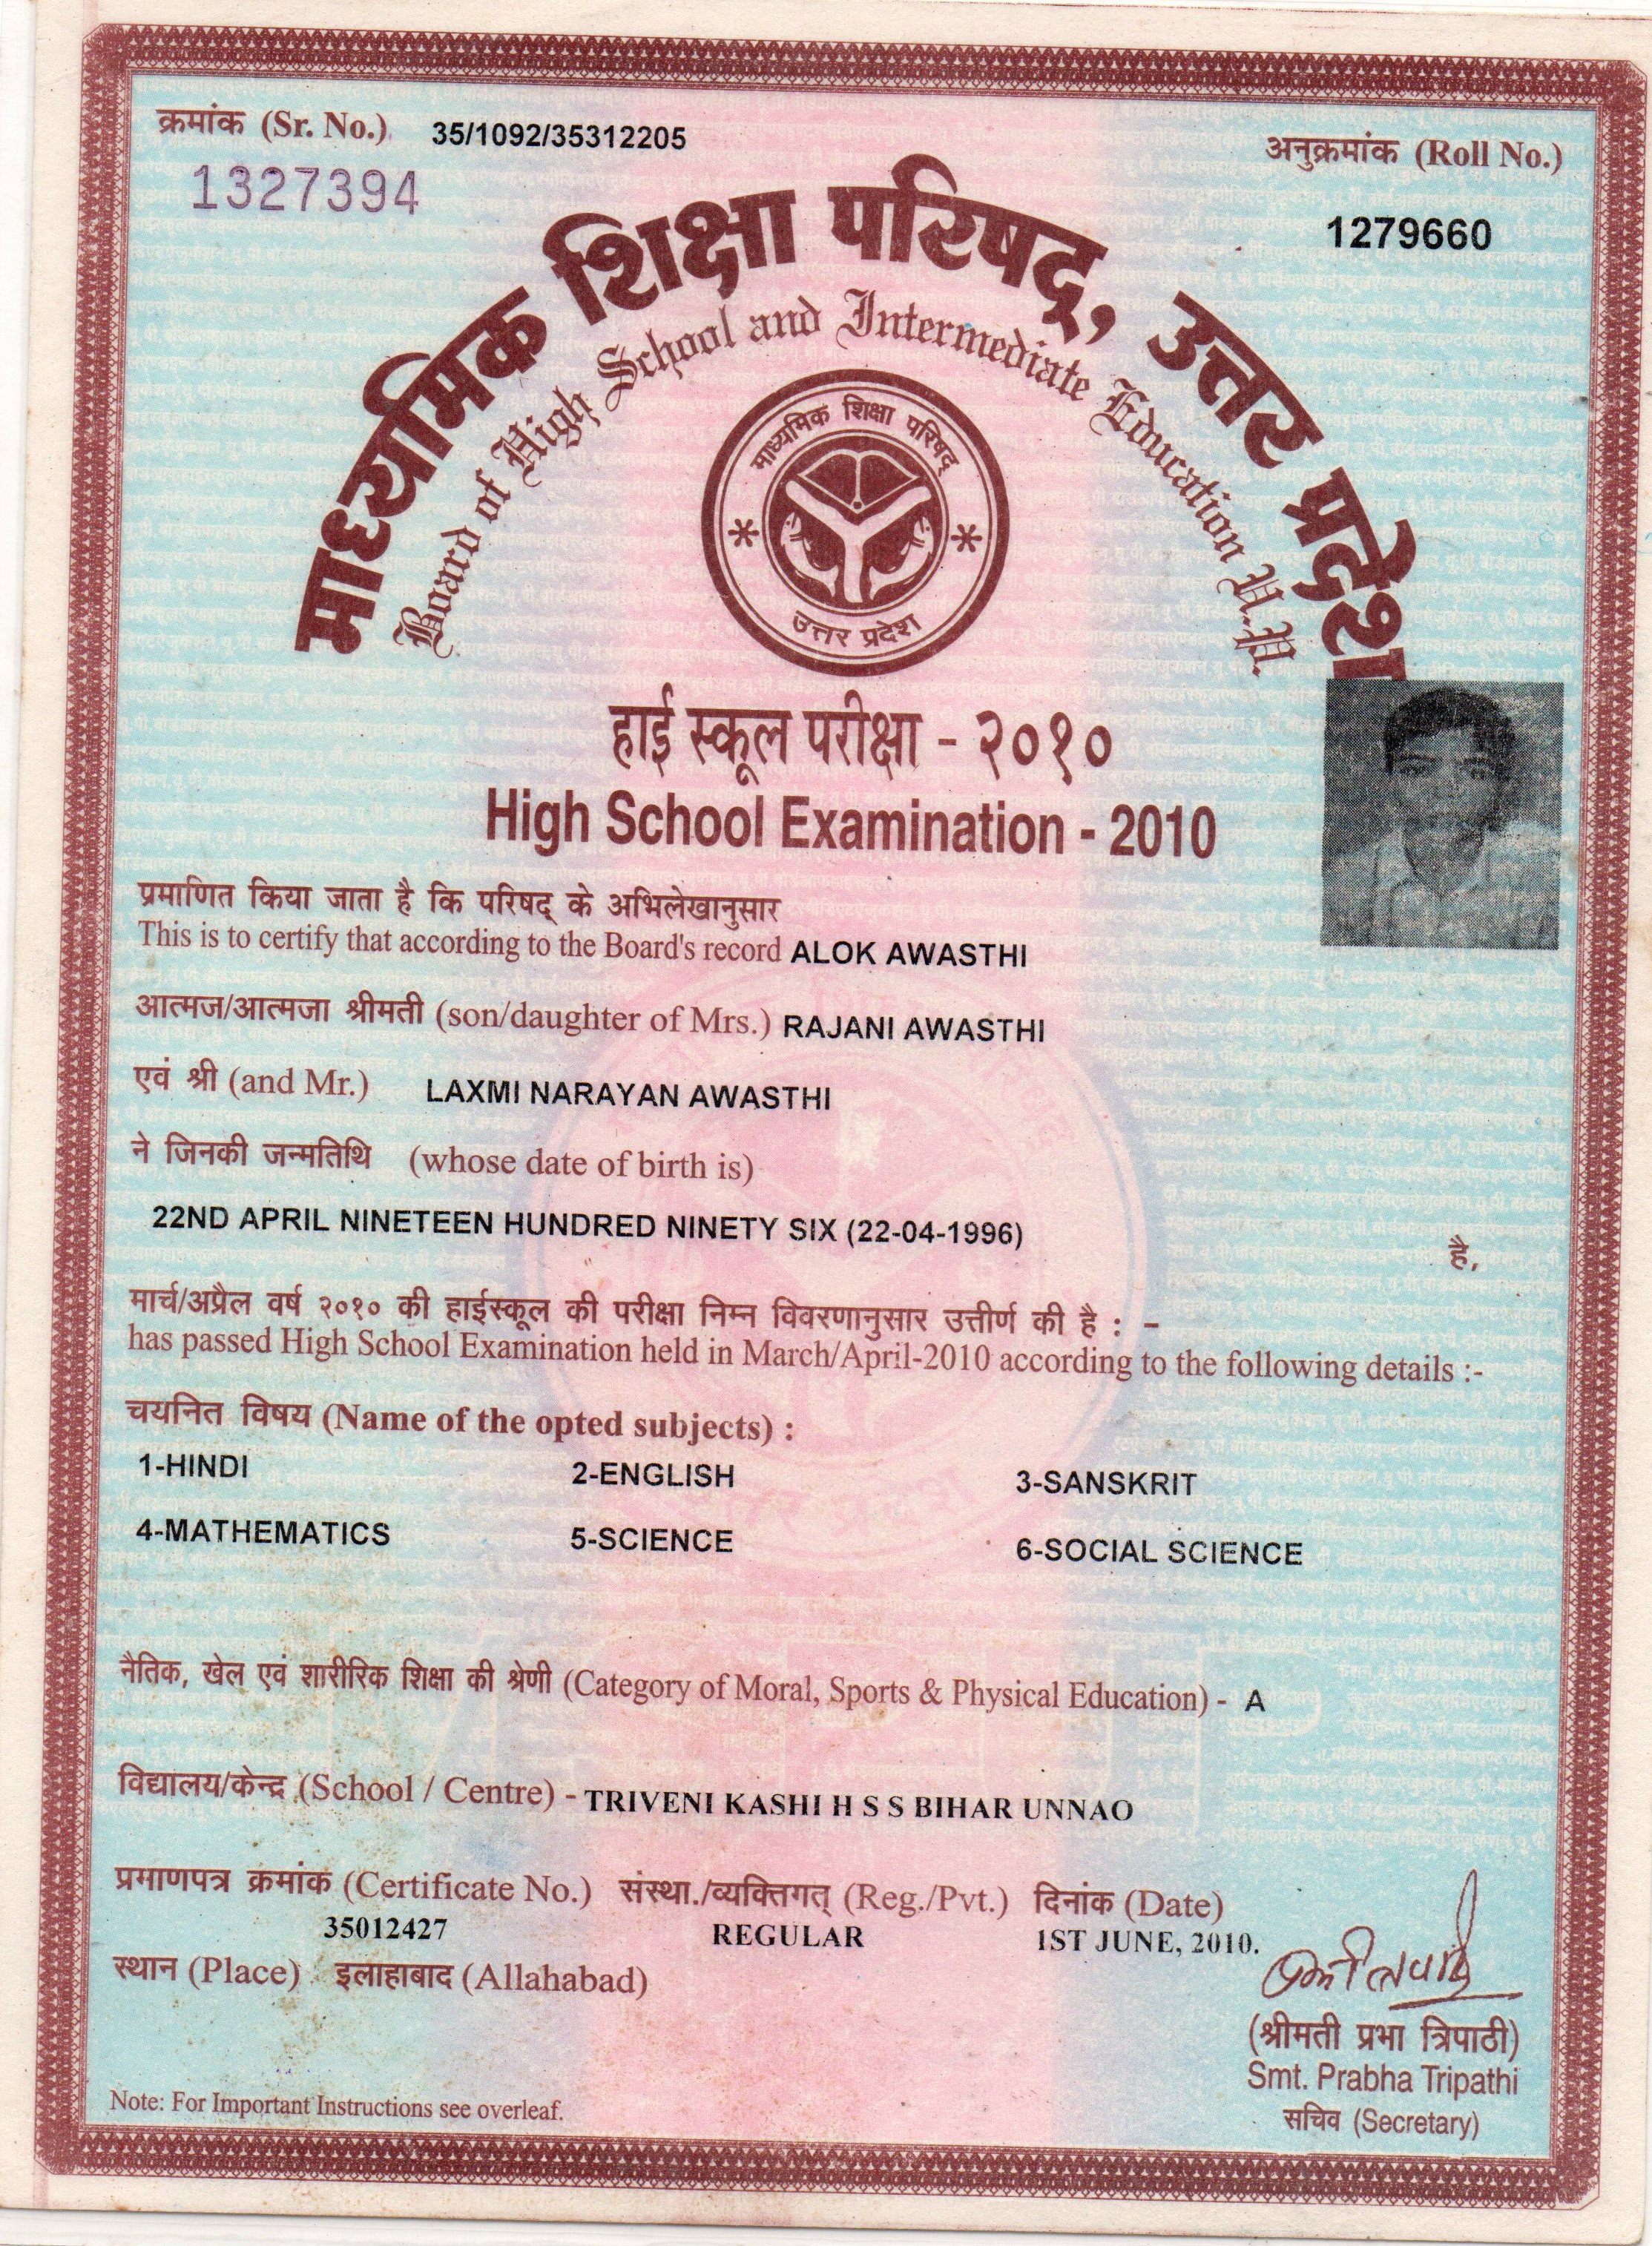 क्रमांक (Sr. No.) 35/1092/35312205
1327394
अनुक्रमांक (Roll No.)
1279660
माध्यमिक शिक्षा परिषद्, उत्तर प्रदेश
Board of High School and Intermediate Education U.P.
माध्यमिक शिक्षा परिषद्
उत्तर प्रदेश
हाई स्कूल परीक्षा - २०१०
High School Examination - 2010
प्रमाणित किया जाता है कि परिषद् के अभिलेखानुसार
This is to certify that according to the Board's record ALOK AWASTHI
आत्मज/आत्मजा श्रीमती (son/daughter of Mrs.) RAJANI AWASTHI
एवं श्री (and Mr.) LAXMI NARAYAN AWASTHI
ने जिनकी जन्मतिथि (whose date of birth is)
22ND APRIL NINETEEN HUNDRED NINETY SIX (22-04-1996)
है,
मार्च/अप्रैल वर्ष २०१० की हाईस्कूल की परीक्षा निम्न विवरणानुसार उत्तीर्ण की है : –
has passed High School Examination held in March/April-2010 according to the following details :-
चयनित विषय (Name of the opted subjects) :
1-HINDI 2-ENGLISH 3-SANSKRIT
4-MATHEMATICS 5-SCIENCE 6-SOCIAL SCIENCE
नैतिक, खेल एवं शारीरिक शिक्षा की श्रेणी (Category of Moral, Sports & Physical Education) - A
विद्यालय/केन्द्र (School / Centre) - TRIVENI KASHI H S S BIHAR UNNAO
प्रमाणपत्र क्रमांक (Certificate No.) संस्था./व्यक्तिगत् (Reg./Pvt.) दिनांक (Date)
35012427 REGULAR 1ST JUNE, 2010.
स्थान (Place) : इलाहाबाद (Allahabad)
(श्रीमती प्रभा त्रिपाठी)
Smt. Prabha Tripathi
सचिव (Secretary)
Note: For Important Instructions see overleaf.